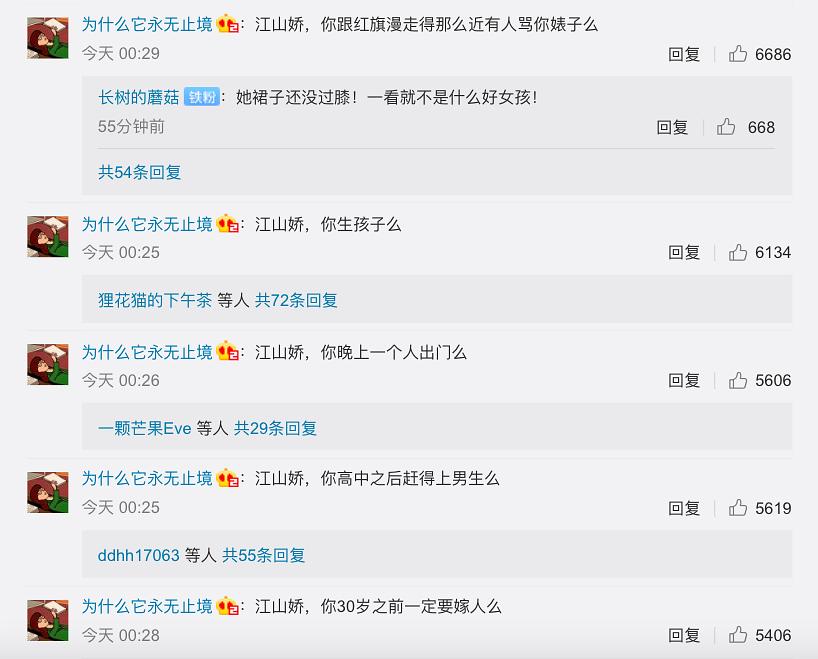 为什么它永无止境：江山娇，你跟红旗漫走得那么近有人骂你婊子么
今天 00:29
回复 6686
长树的蘑菇 铁粉：她裙子还没过膝！一看就不是什么好女孩！
55分钟前
回复 668
共54条回复
为什么它永无止境：江山娇，你生孩子么
今天 00:25
回复 6134
狸花猫的下午茶 等人 共72条回复
为什么它永无止境：江山娇，你晚上一个人出门么
今天 00:26
回复 5606
一颗芒果Eve 等人 共29条回复
为什么它永无止境：江山娇，你高中之后赶得上男生么
今天 00:25
回复 5619
ddhh17063 等人 共55条回复
为什么它永无止境：江山娇，你30岁之前一定要嫁人么
今天 00:28
回复 5406